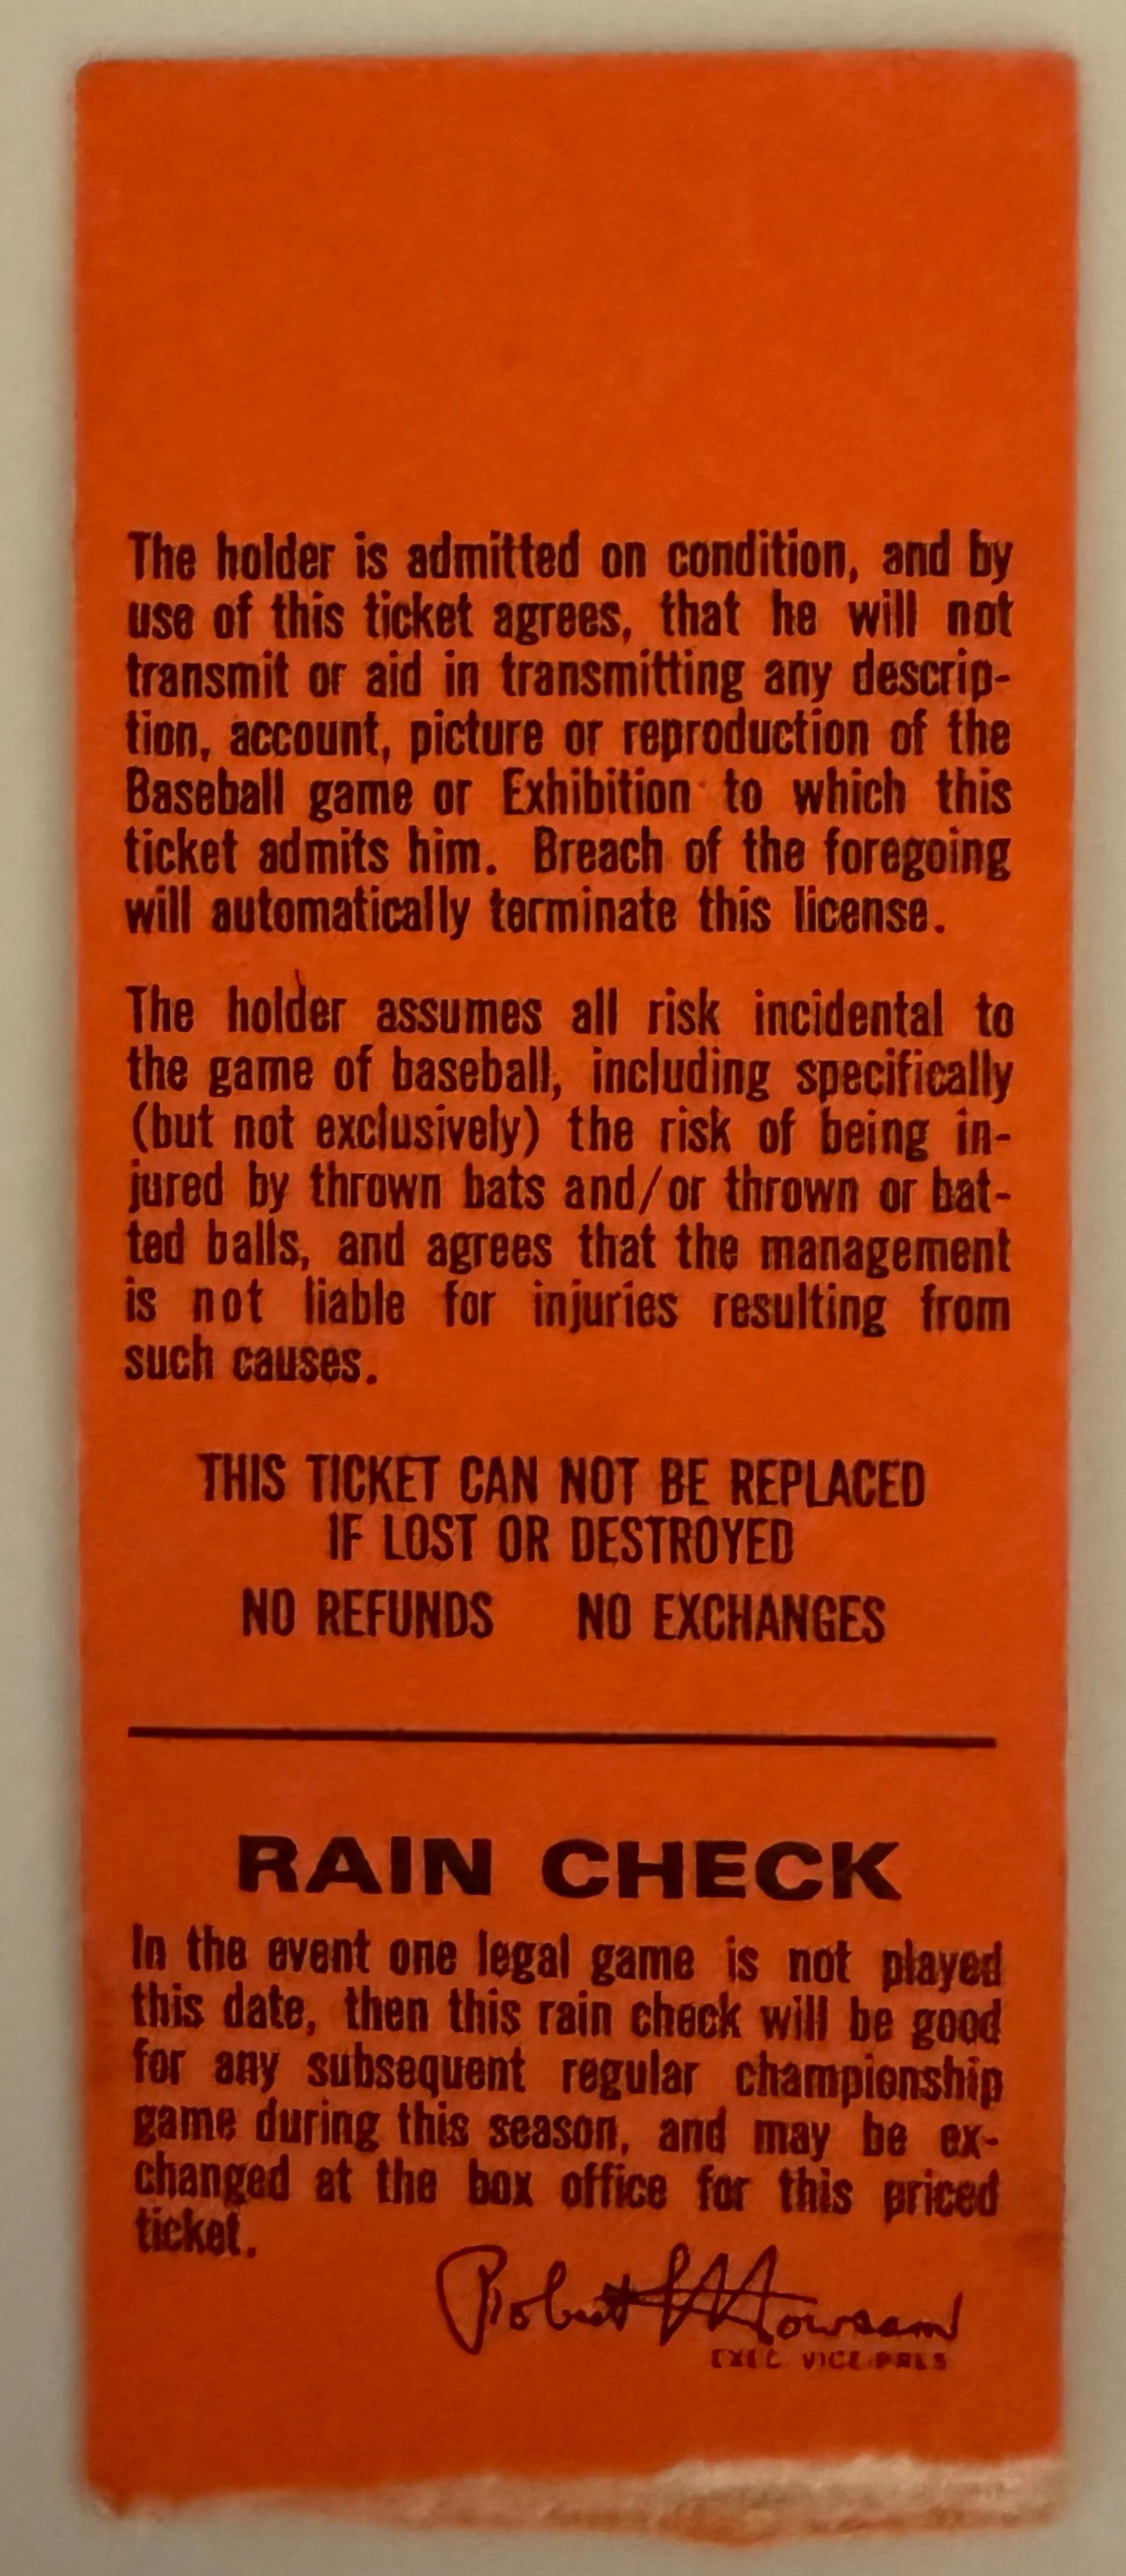 The holder is admitted on condition, and by
use of this ticket agrees, that he will not
transmit or aid in transmitting any descrip-
tion, account, picture or reproduction of the
Baseball game or Exhibition to which this
ticket admits him. Breach of the foregoing
will automatically terminate this license.
The holder assumes all risk incidental to
the game of baseball, including specifically
(but not exclusively) the risk of being in-
jured by thrown bats and/or thrown or bat-
ted balls, and agrees that the management
is not liable for injuries resulting from
such causes.
THIS TICKET CAN NOT BE REPLACED
IF LOST OR DESTROYED
NO REFUNDS NO EXCHANGES
RAIN CHECK
In the event one legal game is not played
this date, then this rain check will be good
for any subsequent regular championship
game during this season, and may be ex-
changed at the box office for this priced
ticket.
Robert Howsam
EXEC VICE PRES